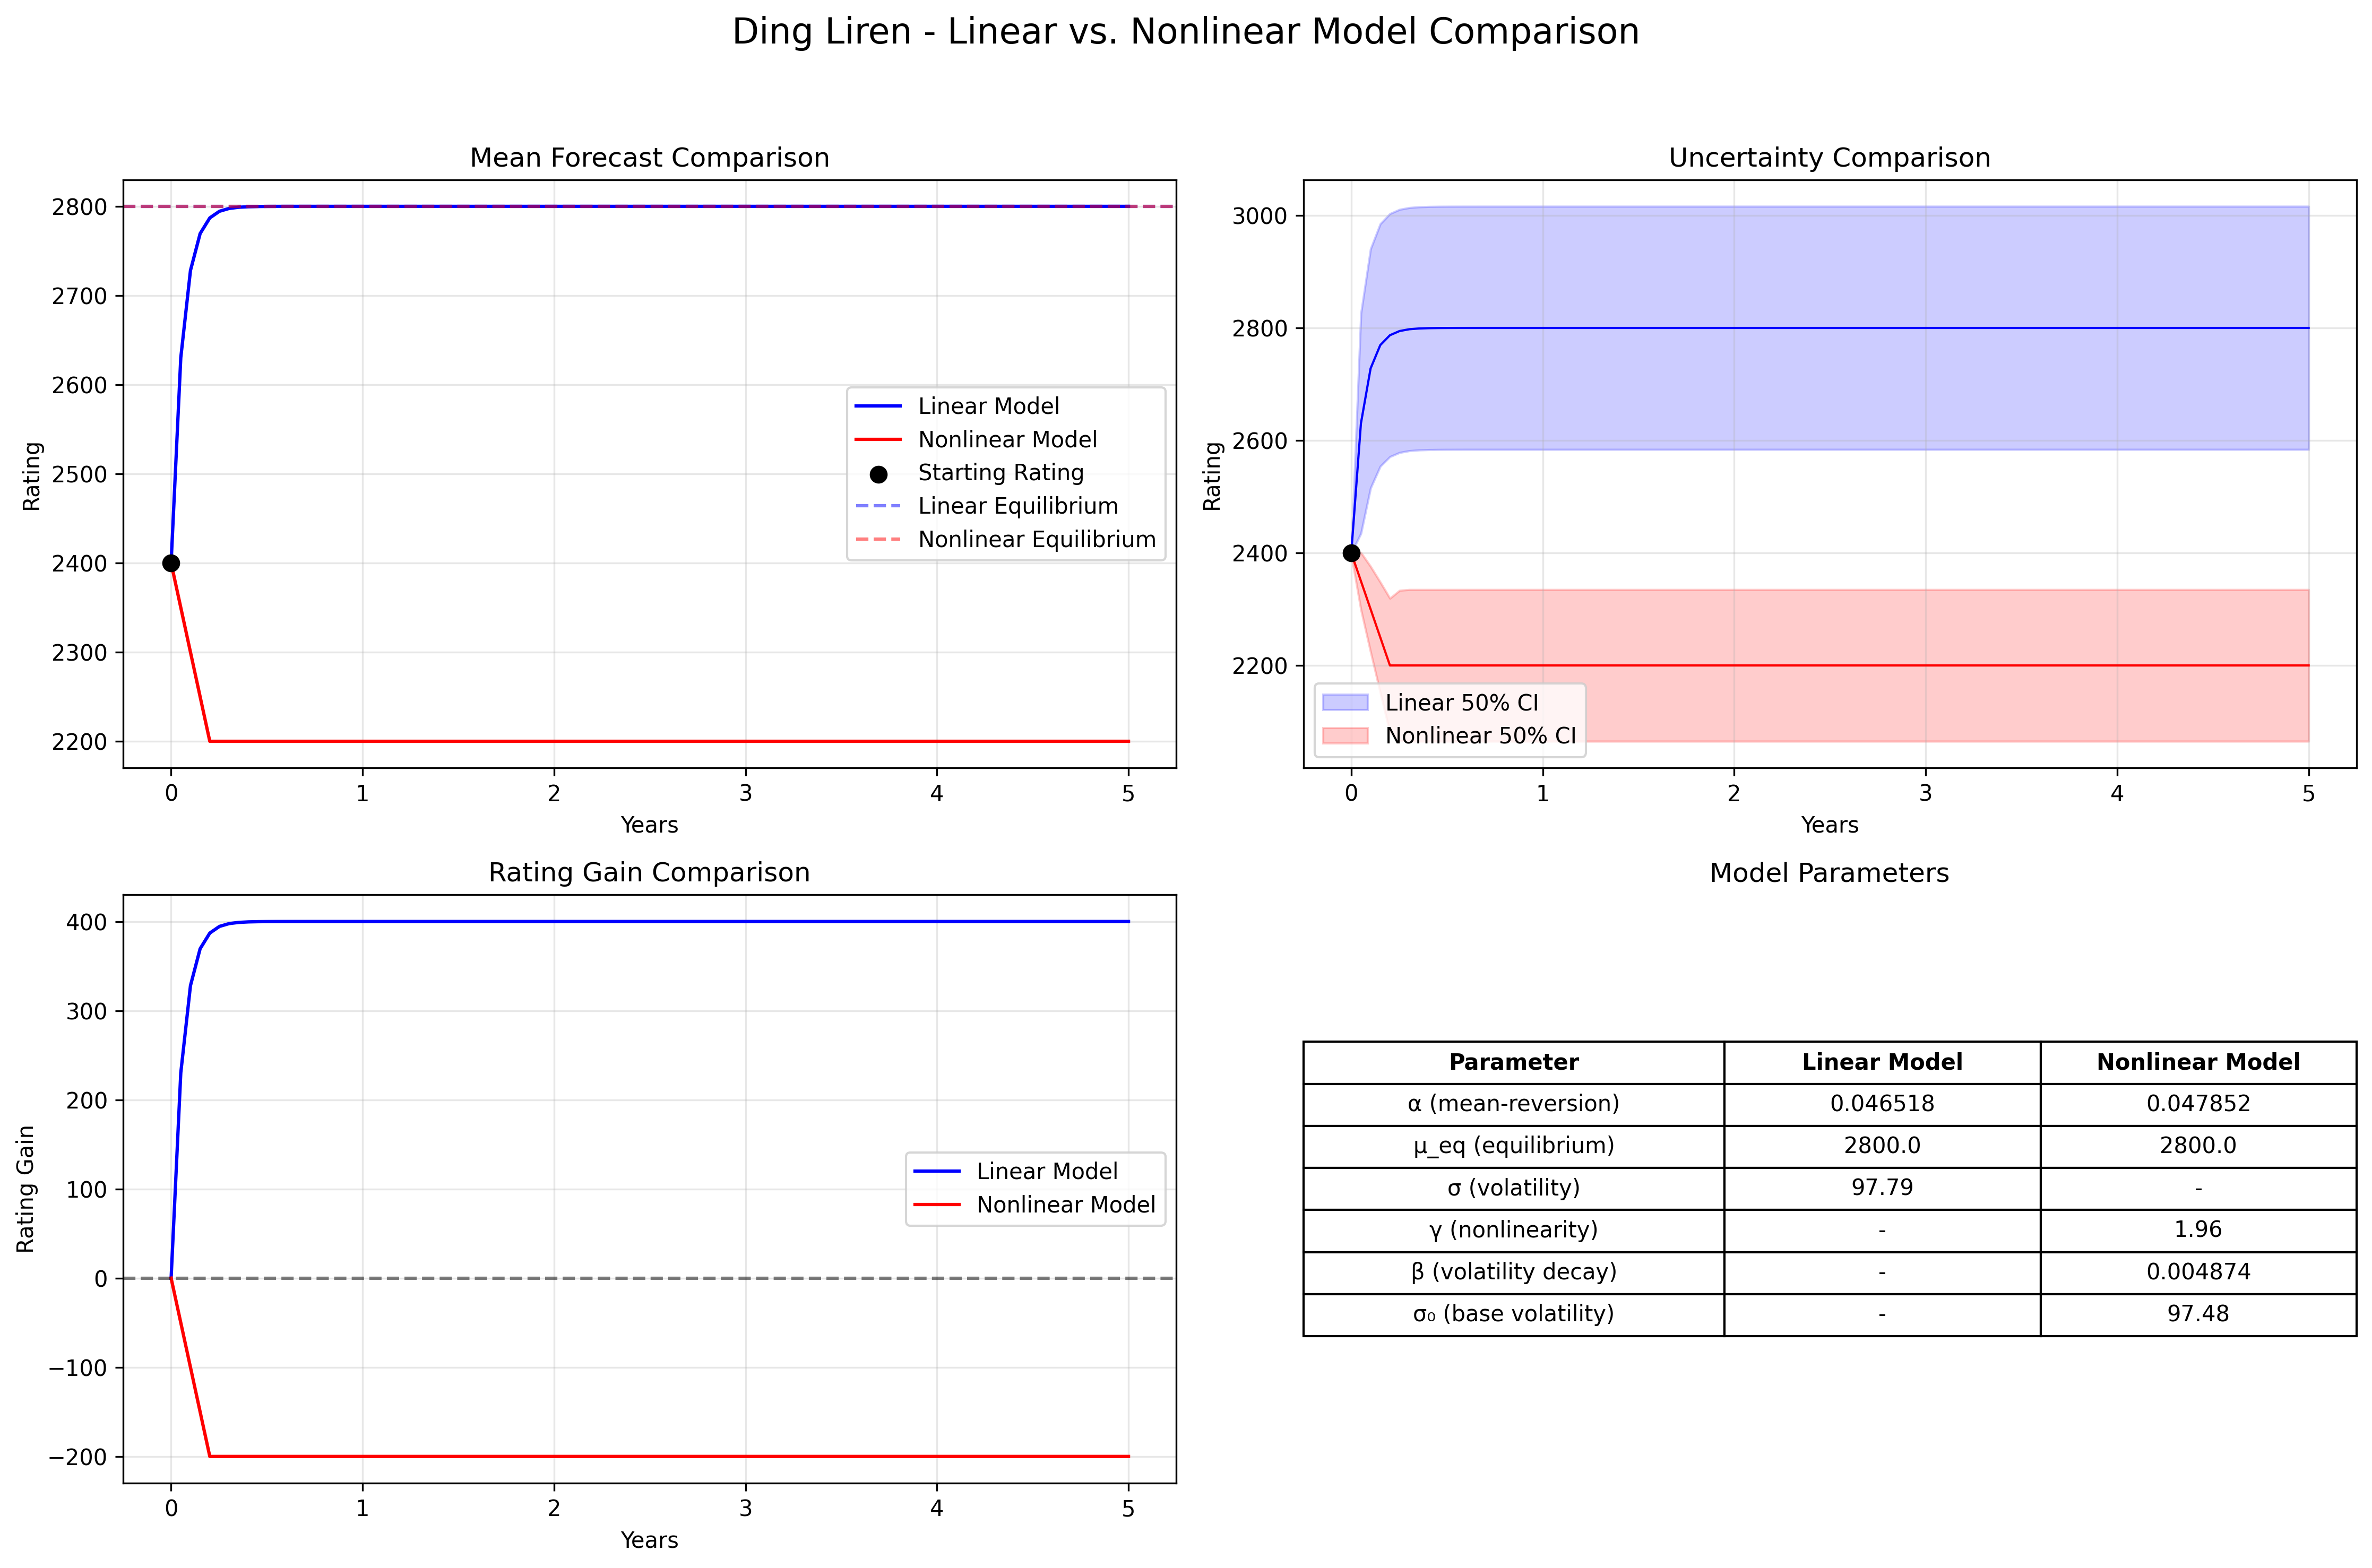 Ding Liren - Linear vs. Nonlinear Model Comparison
Mean Forecast Comparison
Rating
2800
2700
2600
2500
2400
2300
2200
Linear Model
Nonlinear Model
Starting Rating
Linear Equilibrium
Nonlinear Equilibrium
0 1 2 3 4 5
Years
Uncertainty Comparison
Rating
3000
2800
2600
2400
2200
Linear 50% CI
Nonlinear 50% CI
0 1 2 3 4 5
Years
Rating Gain Comparison
Rating Gain
400
300
200
100
0
−100
−200
Linear Model
Nonlinear Model
0 1 2 3 4 5
Years
Model Parameters
Parameter Linear Model Nonlinear Model
α (mean-reversion) 0.046518 0.047852
μ_eq (equilibrium) 2800.0 2800.0
σ (volatility) 97.79 -
γ (nonlinearity) - 1.96
β (volatility decay) - 0.004874
σ₀ (base volatility) - 97.48